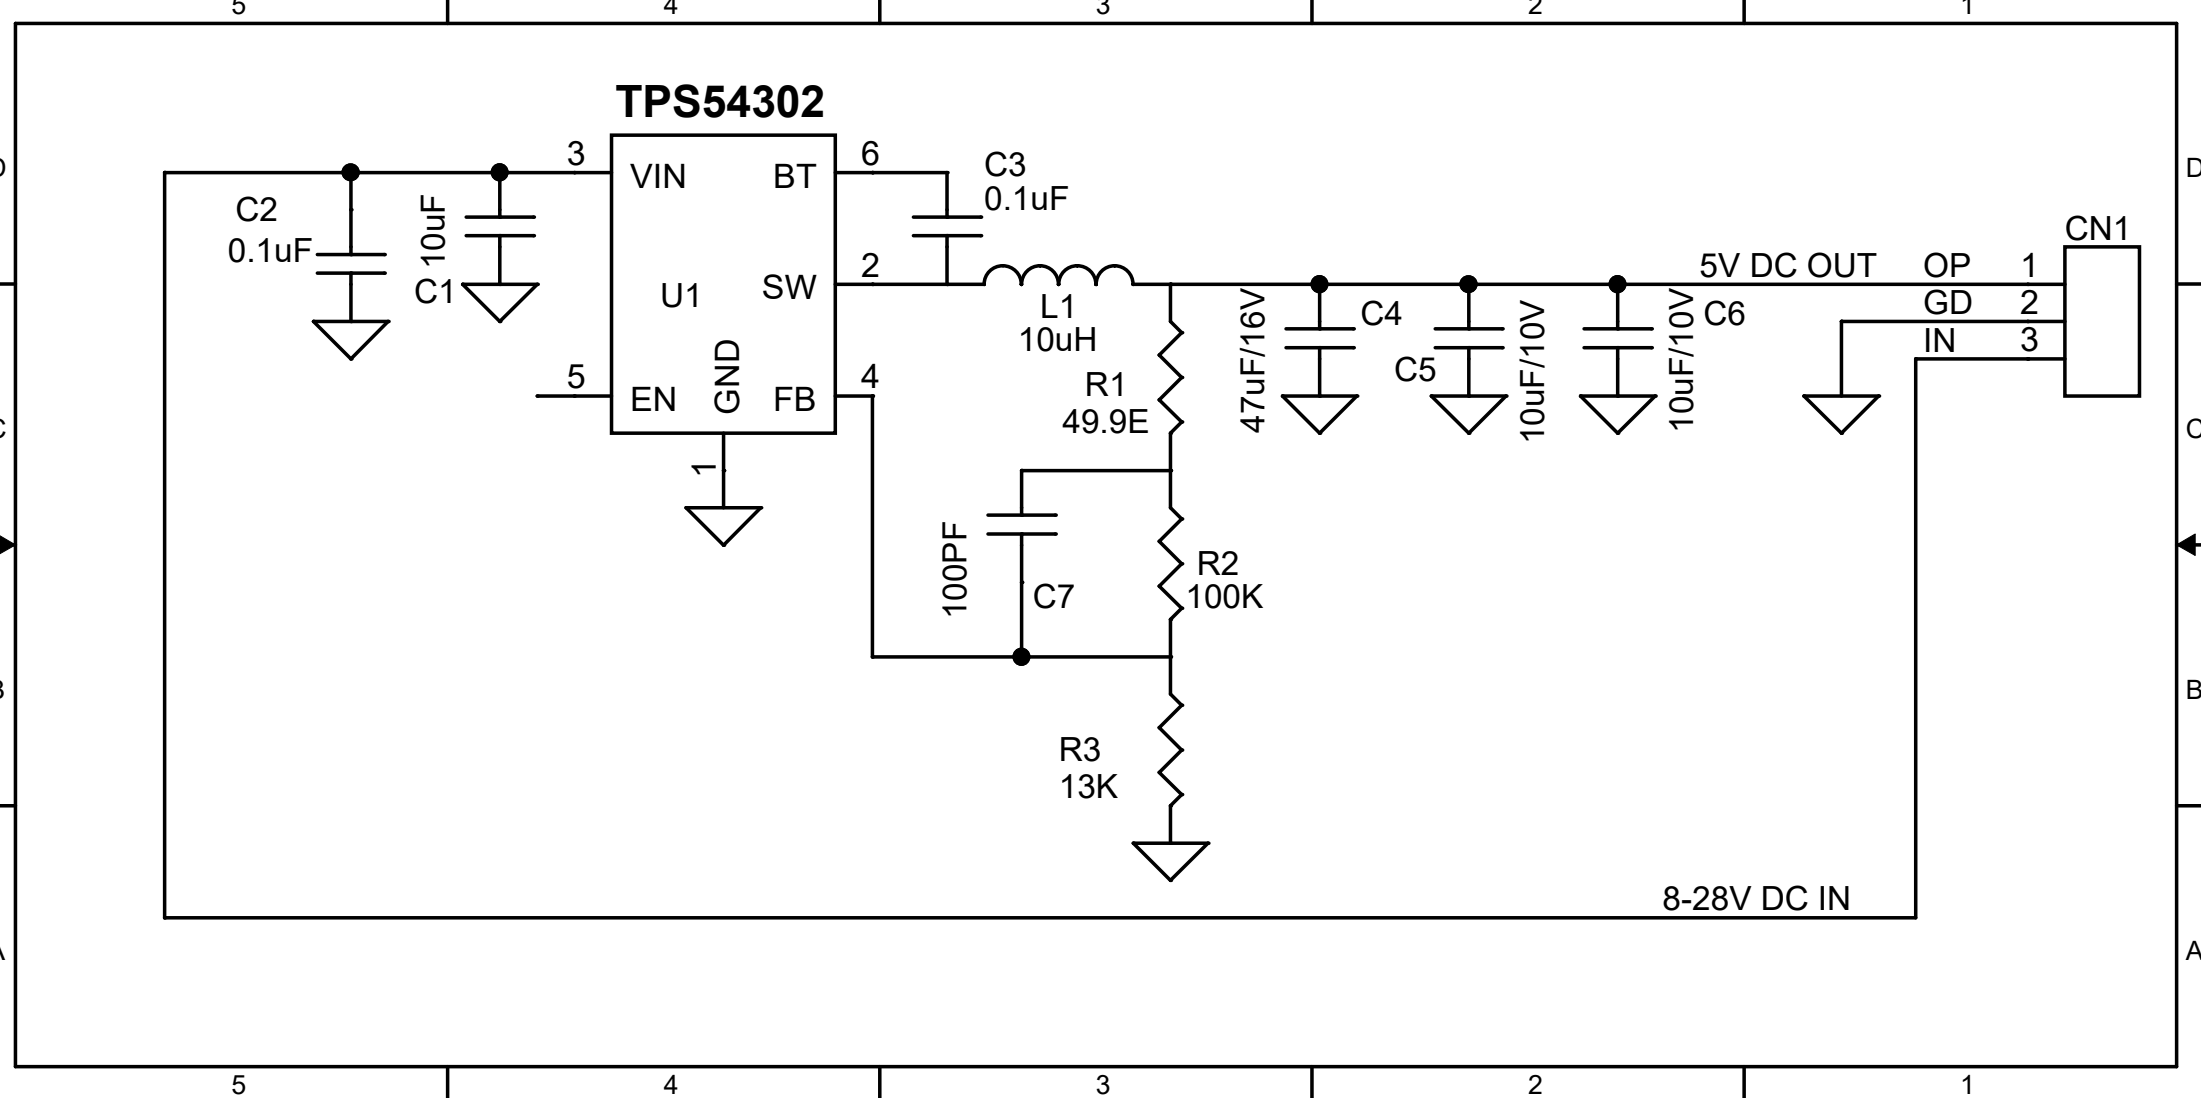 5 4 3 2 1
TPS54302
D
D
3
VIN
BT
6
C3
0.1uF
C2
0.1uF
10uF
C1
U1
SW
2
L1
10uH
GND
5
EN
FB
4
1
R1
49.9E
47uF/16V
C4
C5
10uF/10V
10uF/10V
C6
5V DC OUT
OP
1
GD
2
IN
3
CN1
C
C
100PF
C7
R2
100K
B
B
R3
13K
8-28V DC IN
A
A
5 4 3 2 1